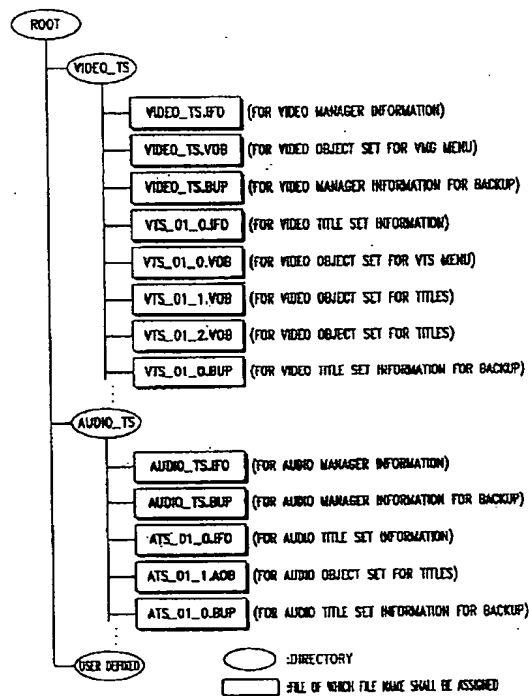 ROOT
VIDEO_TS
VIDEO_TS.IFO (FOR VIDEO MANAGER INFORMATION)
VIDEO_TS.VOB (FOR VIDEO OBJECT SET FOR VMG MENU)
VIDEO_TS.BUP (FOR VIDEO MANAGER INFORMATION FOR BACKUP)
VTS_01_0.IFO (FOR VIDEO TITLE SET INFORMATION)
VTS_01_0.VOB (FOR VIDEO OBJECT SET FOR VTS MENU)
VTS_01_1.VOB (FOR VIDEO OBJECT SET FOR TITLES)
VTS_01_2.VOB (FOR VIDEO OBJECT SET FOR TITLES)
VTS_01_0.BUP (FOR VIDEO TITLE SET INFORMATION FOR BACKUP)
AUDIO_TS
AUDIO_TS.IFO (FOR AUDIO MANAGER INFORMATION)
AUDIO_TS.BUP (FOR AUDIO MANAGER INFORMATION FOR BACKUP)
ATS_01_0.IFO (FOR AUDIO TITLE SET INFORMATION)
ATS_01_1.AOB (FOR AUDIO OBJECT SET FOR TITLES)
ATS_01_0.BUP (FOR AUDIO TITLE SET INFORMATION FOR BACKUP)
USER DEFINED
:DIRECTORY
:FILE OF WHICH FILE NAME SHALL BE ASSIGNED